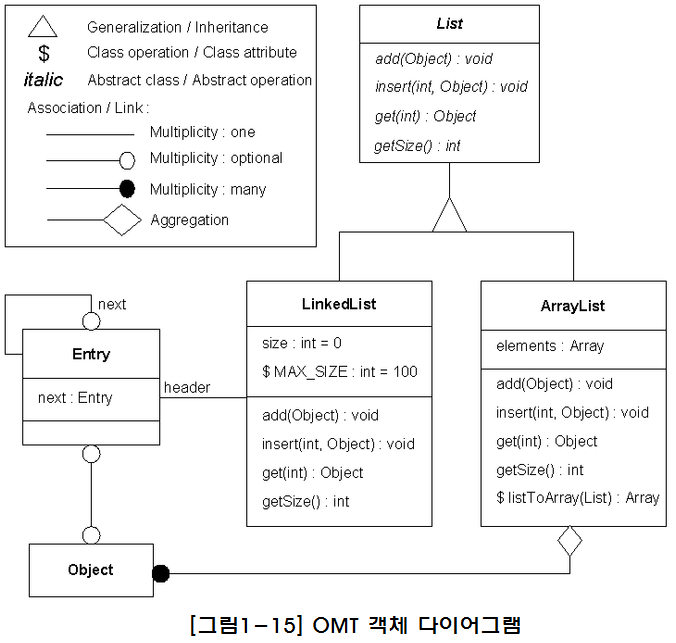 Generalization / Inheritance
$ Class operation / Class attribute
italic Abstract class / Abstract operation
Association / Link :
Multiplicity : one
Multiplicity : optional
Multiplicity : many
Aggregation
List
add(Object) : void
insert(int, Object) : void
get(int) : Object
getSize() : int
next
Entry
next : Entry
header
LinkedList
size : int = 0
$ MAX_SIZE : int = 100
add(Object) : void
insert(int, Object) : void
get(int) : Object
getSize() : int
ArrayList
elements : Array
add(Object) : void
insert(int, Object) : void
get(int) : Object
getSize() : int
$ listToArray(List) : Array
Object
[그림1-15] OMT 객체 다이어그램